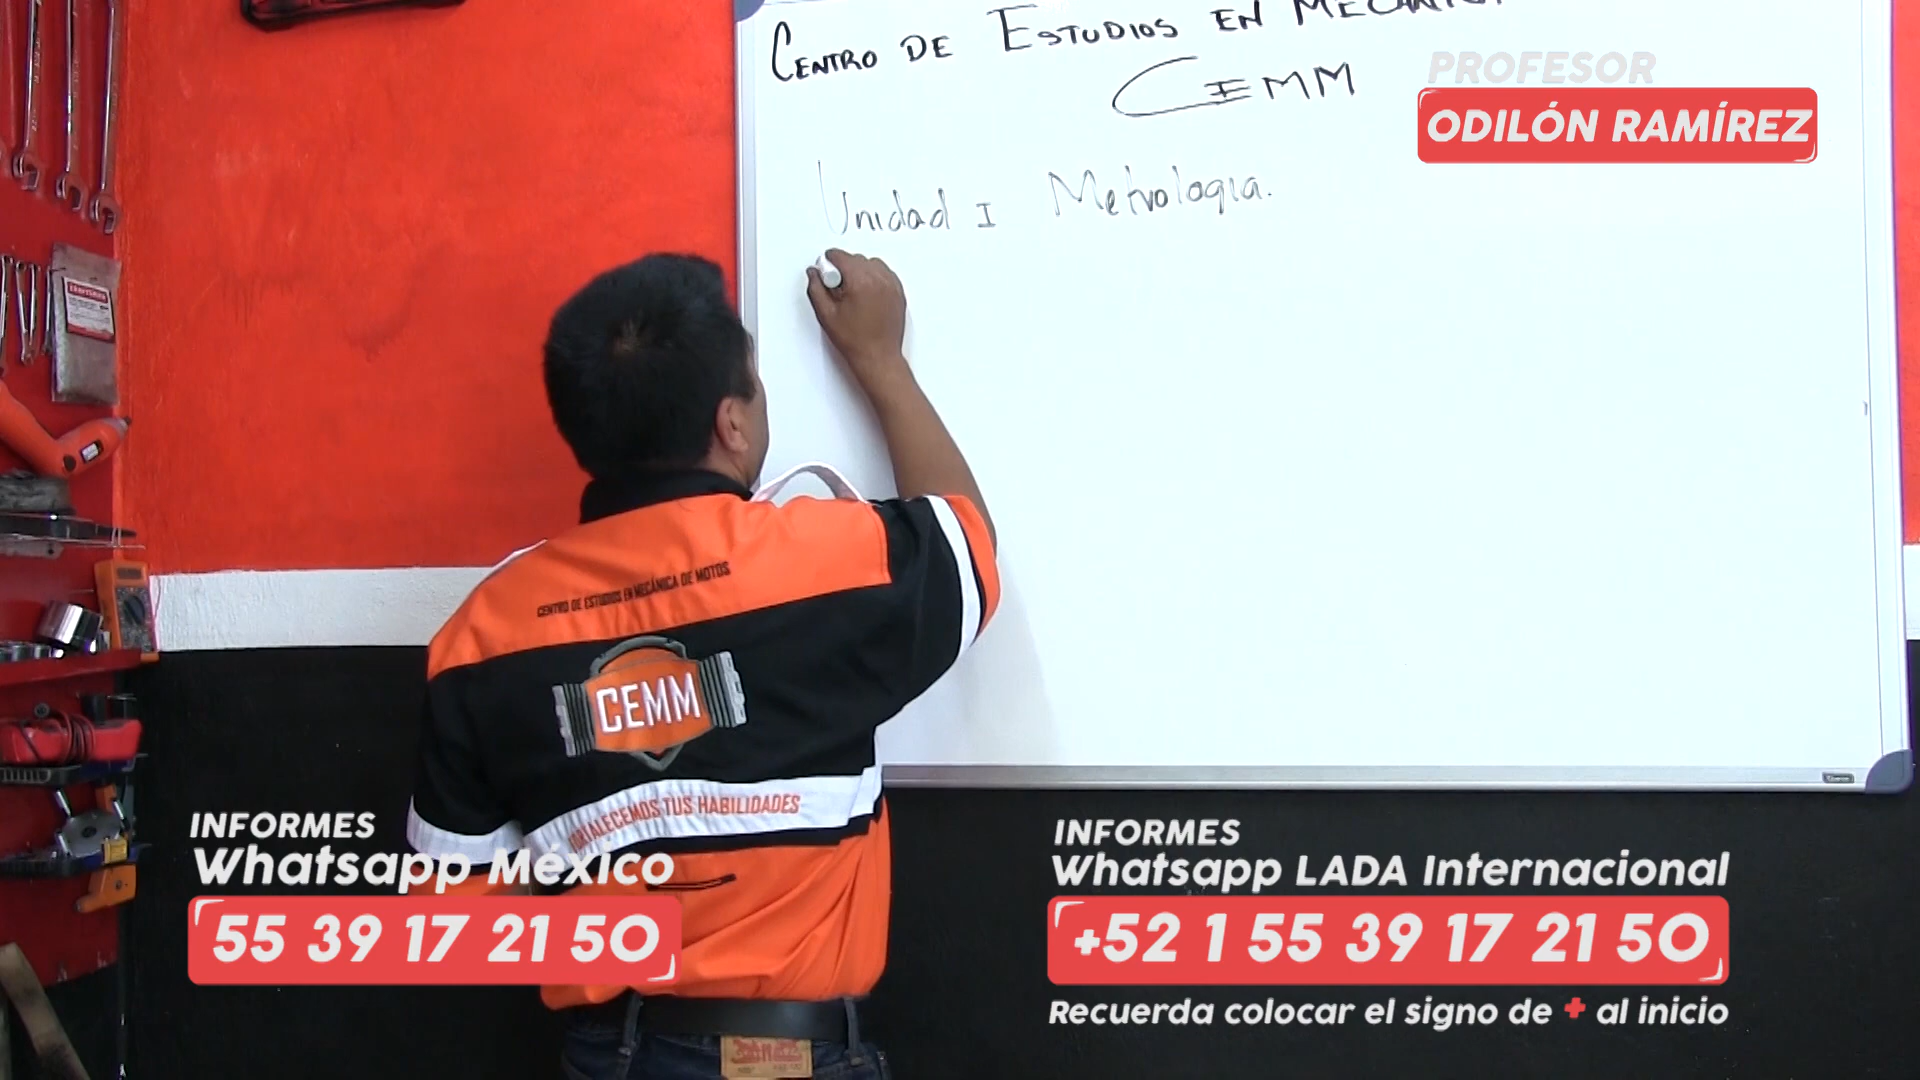 CENTRO DE ESTUDIOS EN MECÁNICA
CEMM
PROFESOR
ODILÓN RAMÍREZ
Unidad I Metrologia.
CENTRO DE ESTUDIOS EN MECÁNICA DE MOTOS
CEMM
FORTALECEMOS TUS HABILIDADES
INFORMES
Whatsapp México
55 39 17 21 50
INFORMES
Whatsapp LADA Internacional
+52 1 55 39 17 21 50
Recuerda colocar el signo de + al inicio